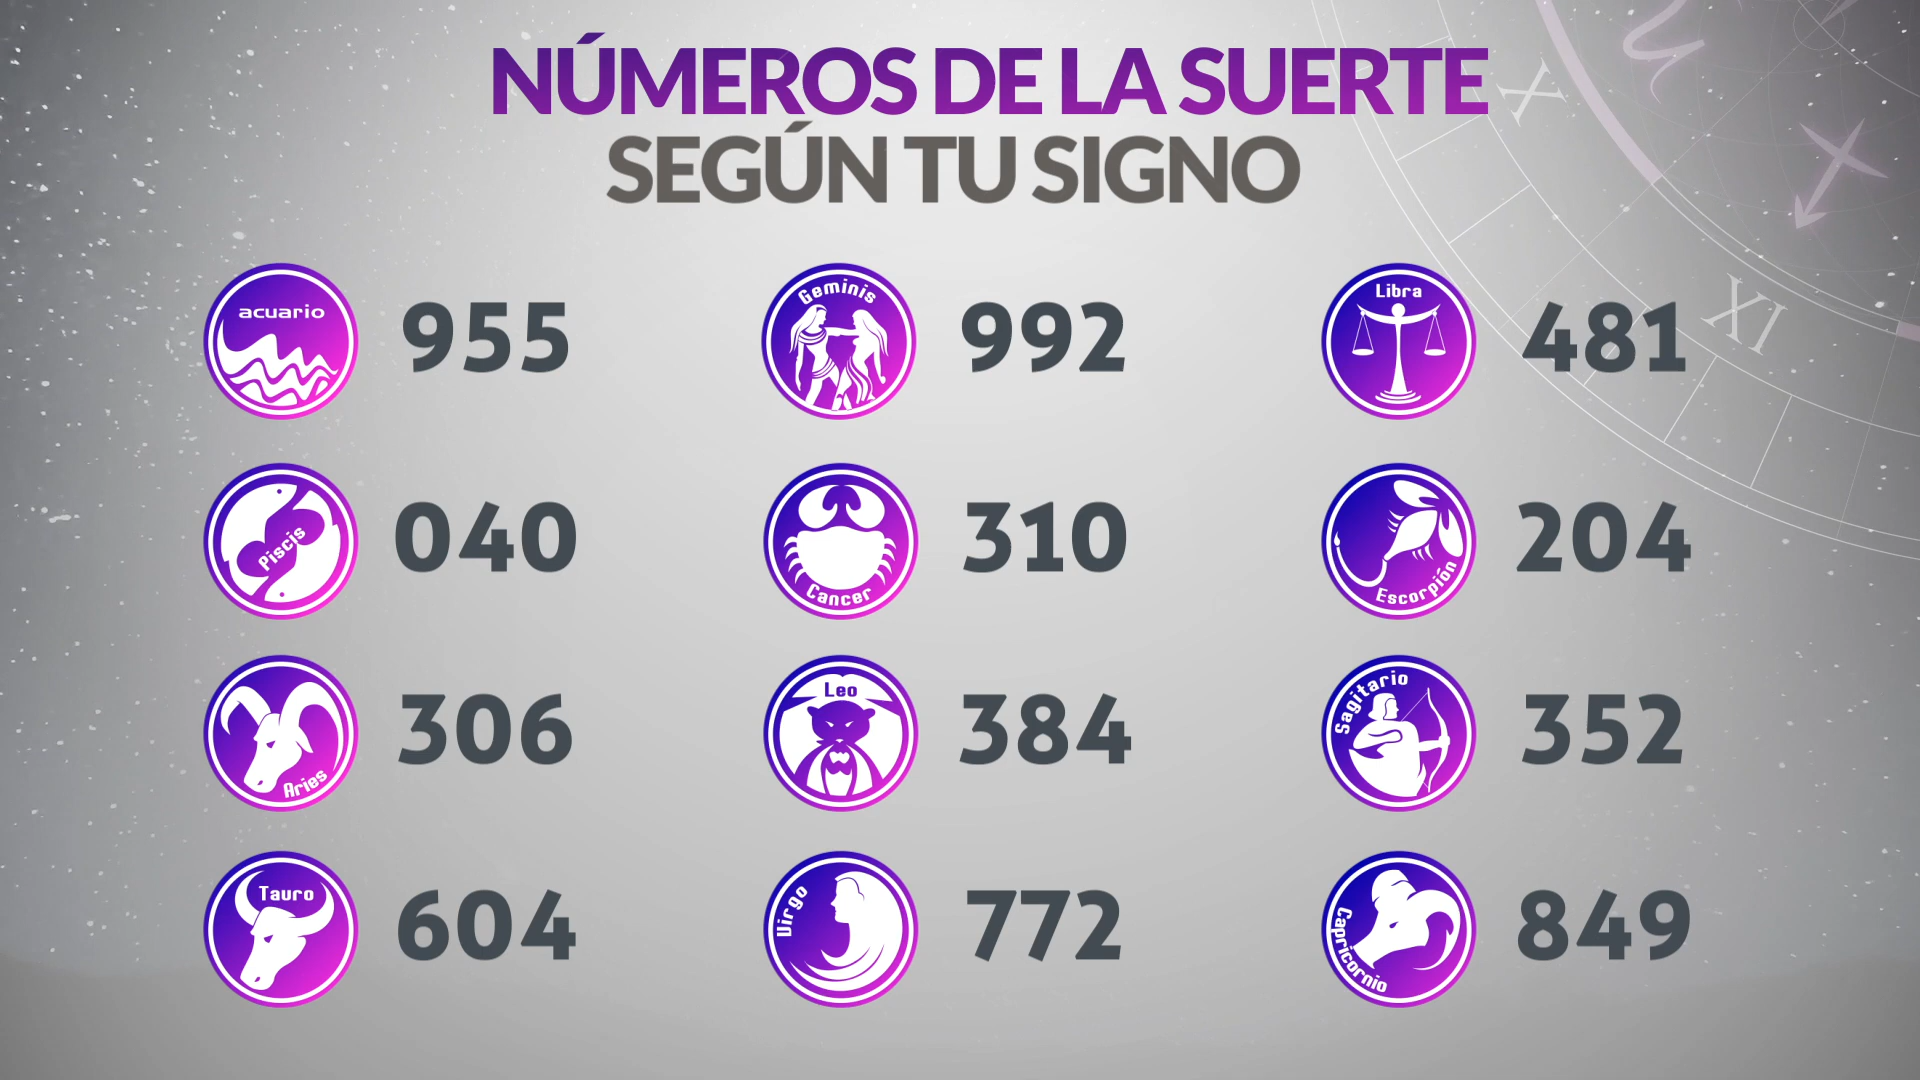 NÚMEROS DE LA SUERTE
SEGÚN TU SIGNO
acuario 955
Geminis 992
Libra 481
Piscis 040
Cancer 310
Escorpión 204
Aries 306
Leo 384
Sagitario 352
Tauro 604
Virgo 772
Capricornio 849
X
XI